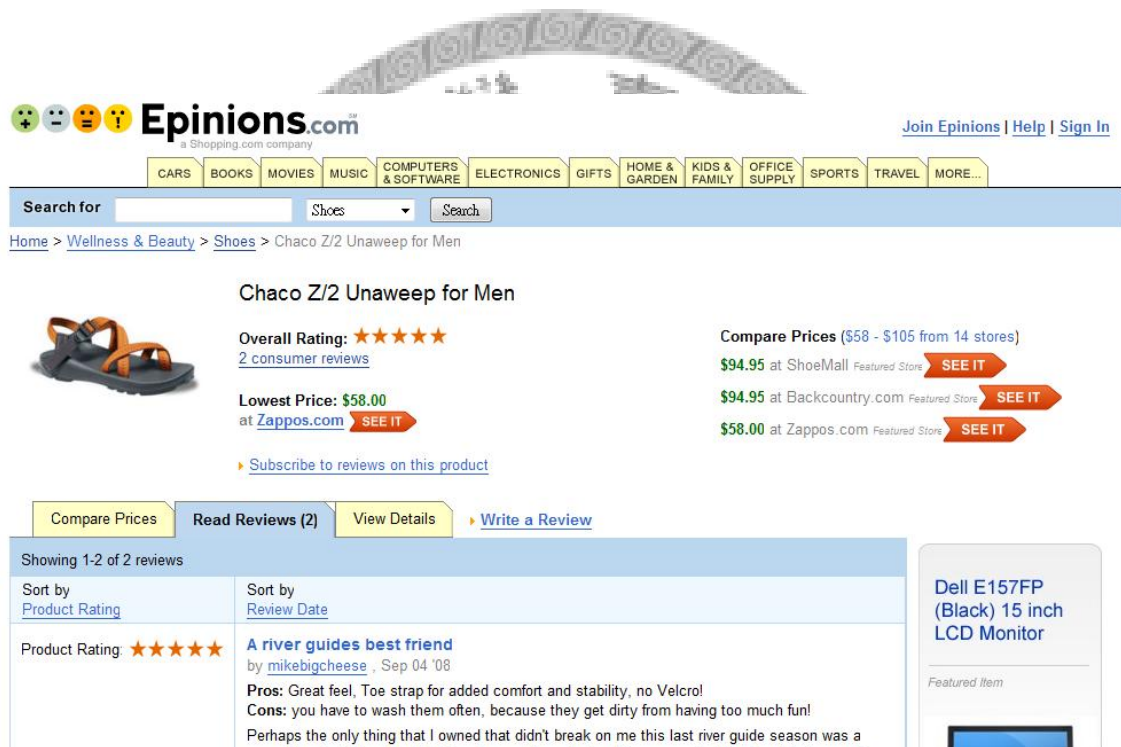 Epinions.com
a Shopping.com company
Join Epinions | Help | Sign In
CARS BOOKS MOVIES MUSIC COMPUTERS & SOFTWARE ELECTRONICS GIFTS HOME & GARDEN KIDS & FAMILY OFFICE SUPPLY SPORTS TRAVEL MORE...
Search for Shoes Search
Home > Wellness & Beauty > Shoes > Chaco Z/2 Unaweep for Men
Chaco Z/2 Unaweep for Men
Overall Rating:
2 consumer reviews
Lowest Price: $58.00
at Zappos.com SEE IT
Subscribe to reviews on this product
Compare Prices ($58 - $105 from 14 stores)
$94.95 at ShoeMall Featured Store SEE IT
$94.95 at Backcountry.com Featured Store SEE IT
$58.00 at Zappos.com Featured Store SEE IT
Compare Prices Read Reviews (2) View Details Write a Review
Showing 1-2 of 2 reviews
Sort by
Product Rating
Sort by
Review Date
Product Rating:
A river guides best friend
by mikebigcheese , Sep 04 '08
Pros: Great feel, Toe strap for added comfort and stability, no Velcro!
Cons: you have to wash them often, because they get dirty from having too much fun!
Perhaps the only thing that I owned that didn't break on me this last river guide season was a
Dell E157FP
(Black) 15 inch
LCD Monitor
Featured Item